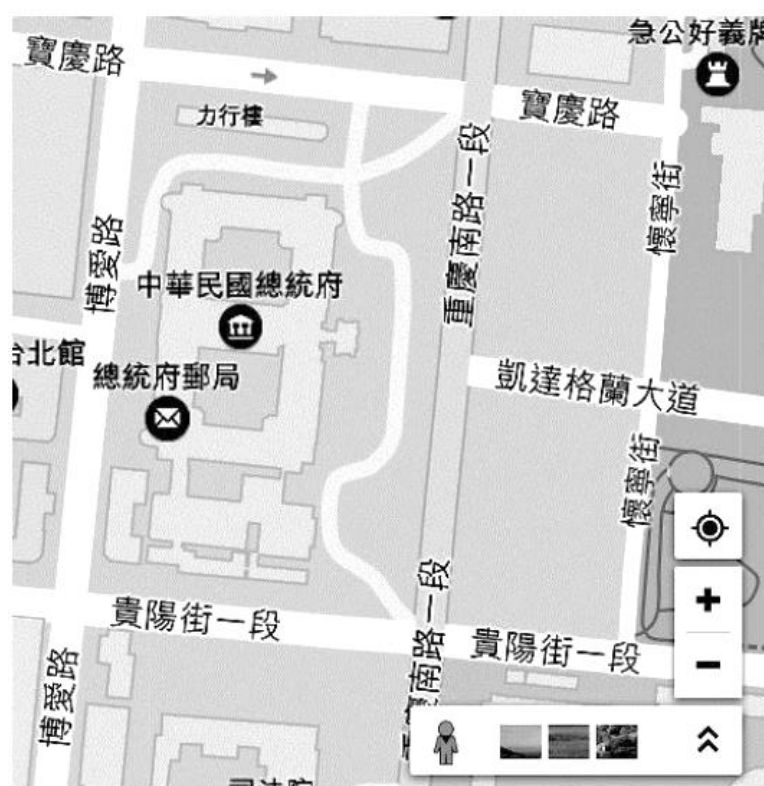 急公好義牌
寶慶路
寶慶路
力行樓
重慶南路一段
懷寧街
博愛路
中華民國總統府
台北館
總統府郵局
凱達格蘭大道
懷寧街
貴陽街一段
重慶南路一段
貴陽街一段
博愛路
司法院